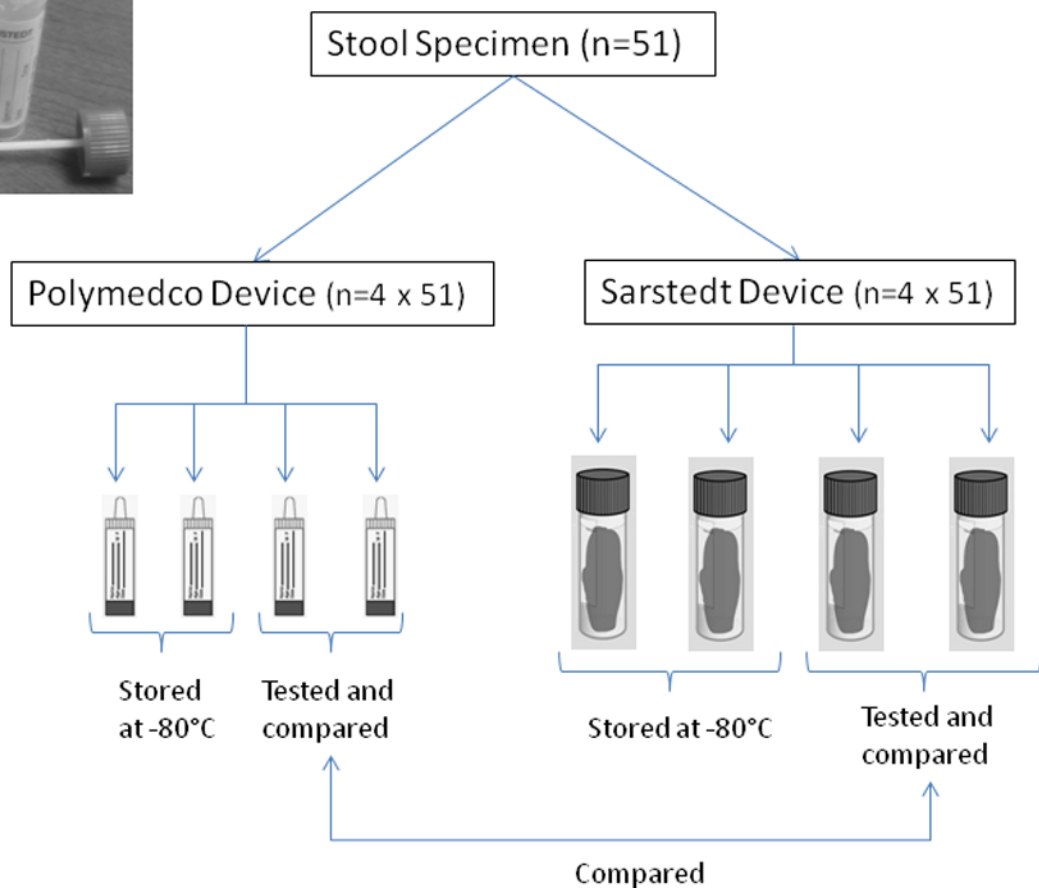 Stool Specimen (n=51)
Polymedco Device (n=4 x 51)
Sarstedt Device (n=4 x 51)
Stored
at -80°C
Tested and
compared
Stored at -80°C
Tested and
compared
Compared